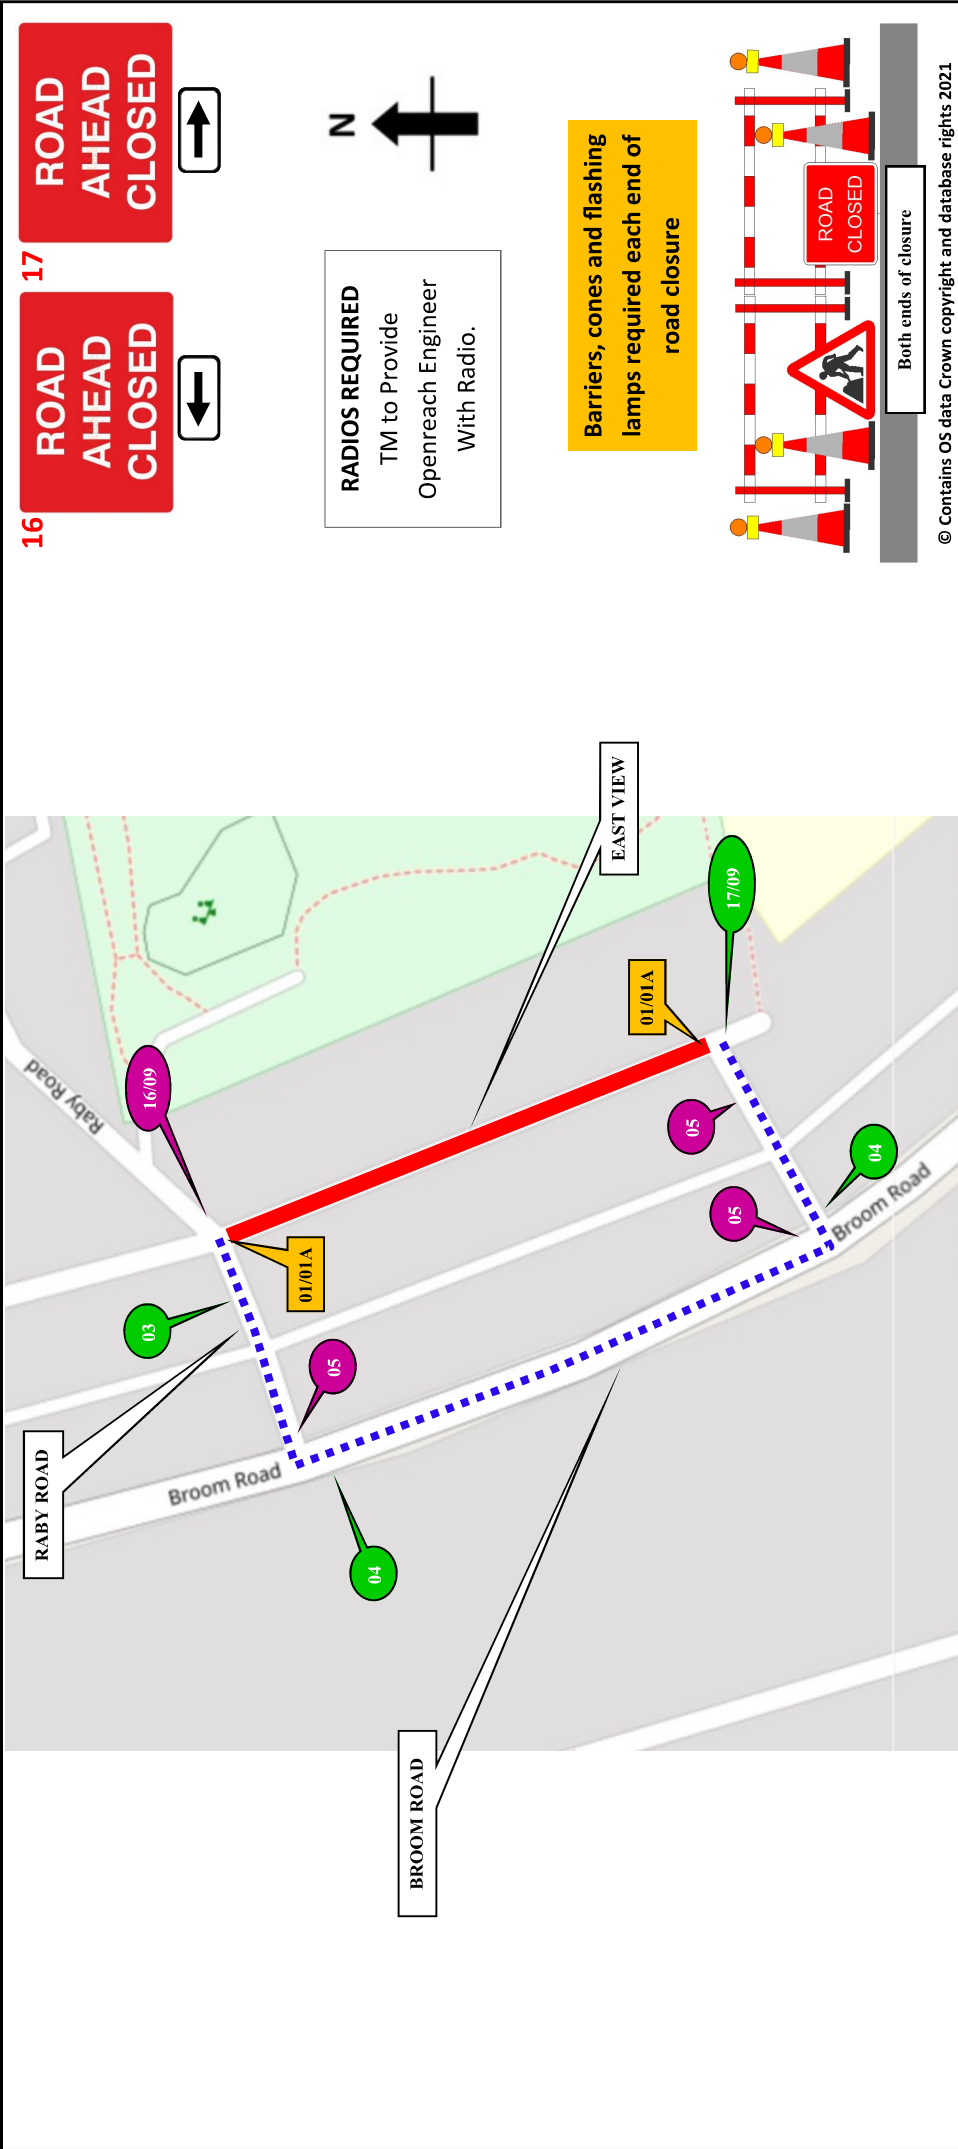 RABY ROAD
BROOM ROAD
EAST VIEW
Raby Road
Broom Road
Broom Road
03
04
05
16/09
01/01A
05
04
05
01/01A
17/09
16
ROAD
AHEAD
CLOSED
17
ROAD
AHEAD
CLOSED
RADIOS REQUIRED
TM to Provide
Openreach Engineer
With Radio.
N
Barriers, cones and flashing
lamps required each end of
road closure
ROAD
CLOSED
Both ends of closure
© Contains OS data Crown copyright and database rights 2021